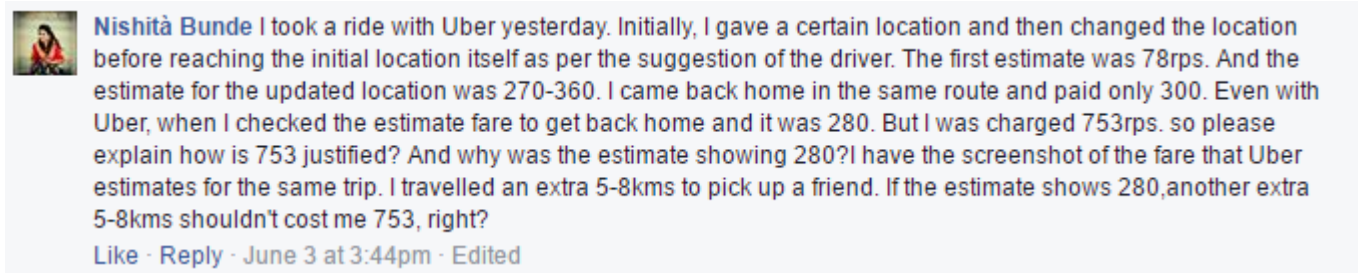 Nishità Bunde I took a ride with Uber yesterday. Initially, I gave a certain location and then changed the location
before reaching the initial location itself as per the suggestion of the driver. The first estimate was 78rps. And the
estimate for the updated location was 270-360. I came back home in the same route and paid only 300. Even with
Uber, when I checked the estimate fare to get back home and it was 280. But I was charged 753rps. so please
explain how is 753 justified? And why was the estimate showing 280?I have the screenshot of the fare that Uber
estimates for the same trip. I travelled an extra 5-8kms to pick up a friend. If the estimate shows 280,another extra
5-8kms shouldn't cost me 753, right?
Like · Reply · June 3 at 3:44pm · Edited